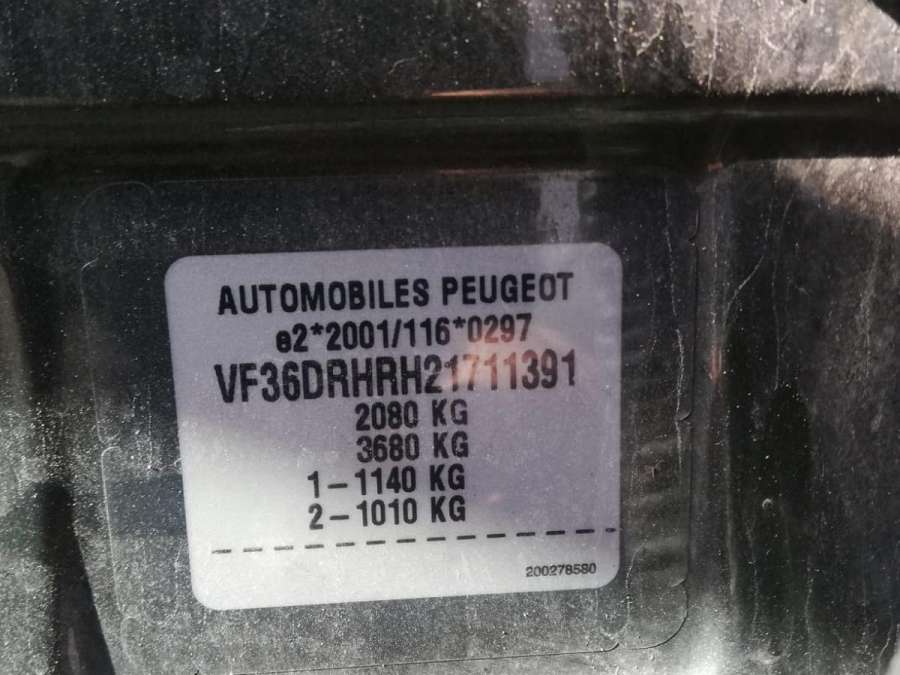 AUTOMOBILES PEUGEOT
e2*2001/116*0297
VF36DRHRH21711391
2080 KG
3680 KG
1-1140 KG
2-1010 KG
200278580